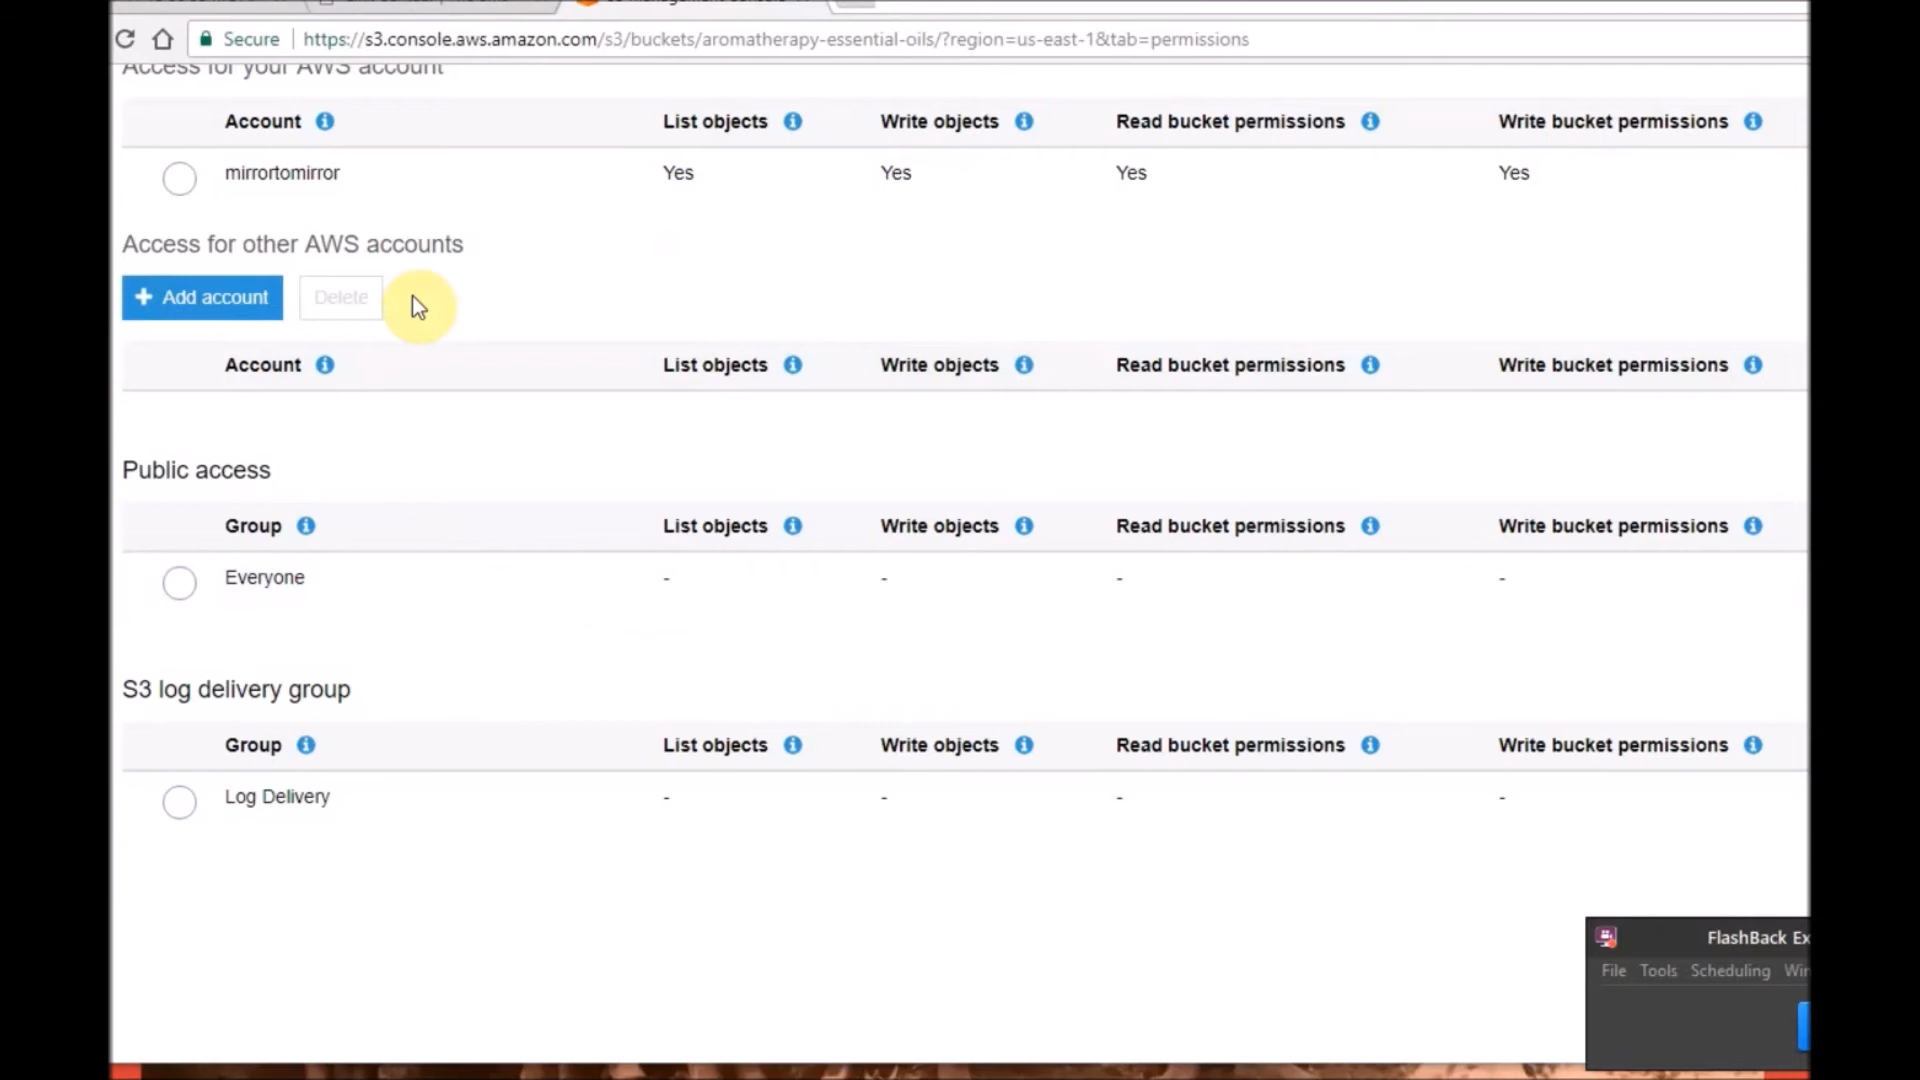 Secure https://s3.console.aws.amazon.com/s3/buckets/aromatherapy-essential-oils/?region=us-east-1&tab=permissions
Access for your AWS account
Account List objects Write objects Read bucket permissions Write bucket permissions
mirrortomirror Yes Yes Yes Yes
Access for other AWS accounts
+ Add account Delete
Account List objects Write objects Read bucket permissions Write bucket permissions
Public access
Group List objects Write objects Read bucket permissions Write bucket permissions
Everyone - - - -
S3 log delivery group
Group List objects Write objects Read bucket permissions Write bucket permissions
Log Delivery - - - -
FlashBack Ex
File Tools Scheduling Win